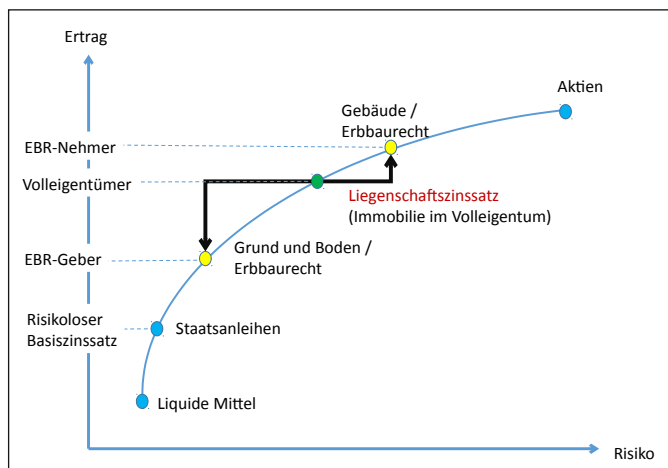 Ertrag
Aktien
Gebäude /
Erbbaurecht
EBR-Nehmer
Volleigentümer
Liegenschaftszinssatz
(Immobilie im Volleigentum)
Grund und Boden /
Erbbaurecht
EBR-Geber
Risikoloser
Basiszinssatz
Staatsanleihen
Liquide Mittel
Risiko